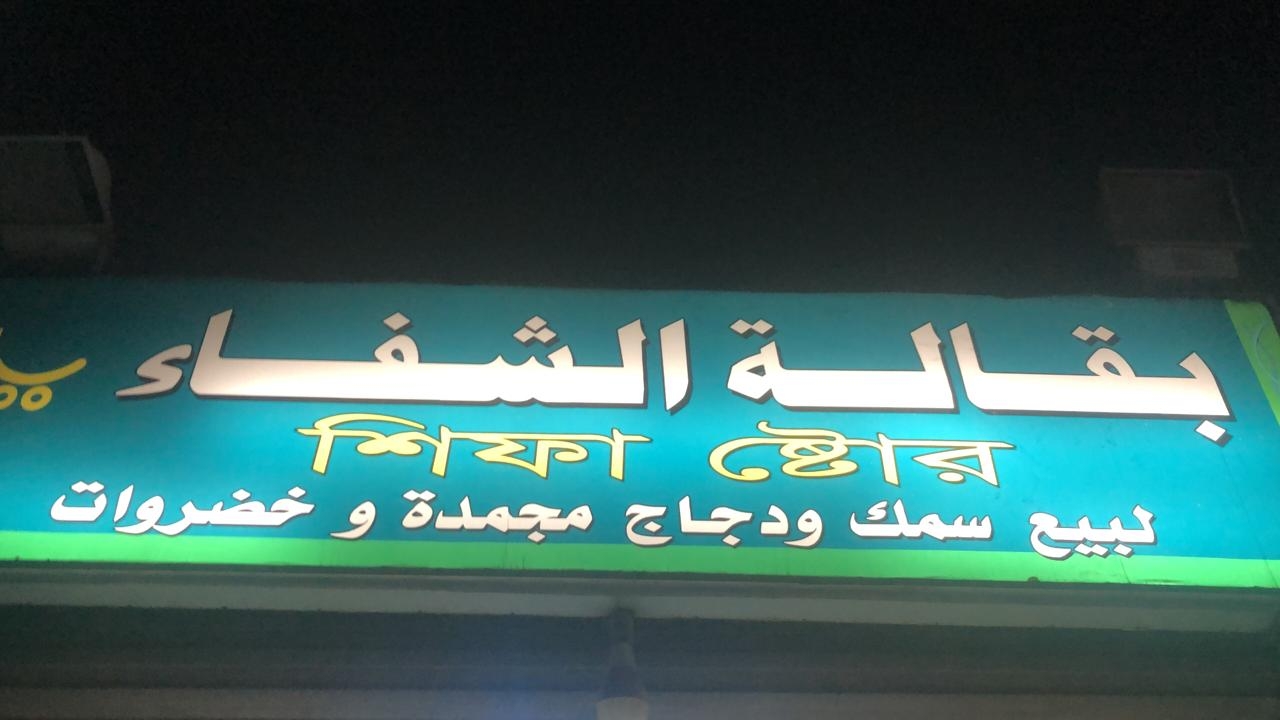 بقالة الشفاء
শিফা ষ্টোর
لبيع سمك ودجاج مجمدة و خضروات